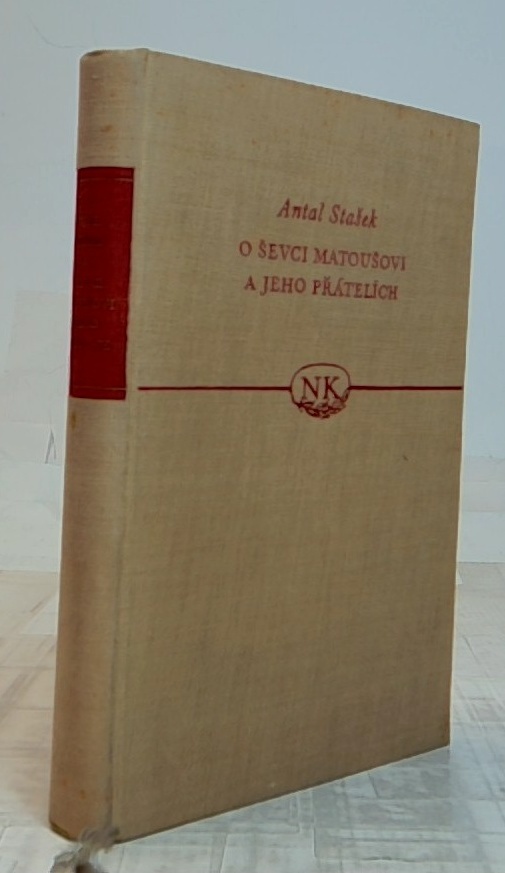 Antal Stašek
O ŠEVCI MATOUŠOVI
A JEHO PŘÁTELÍCH
NK